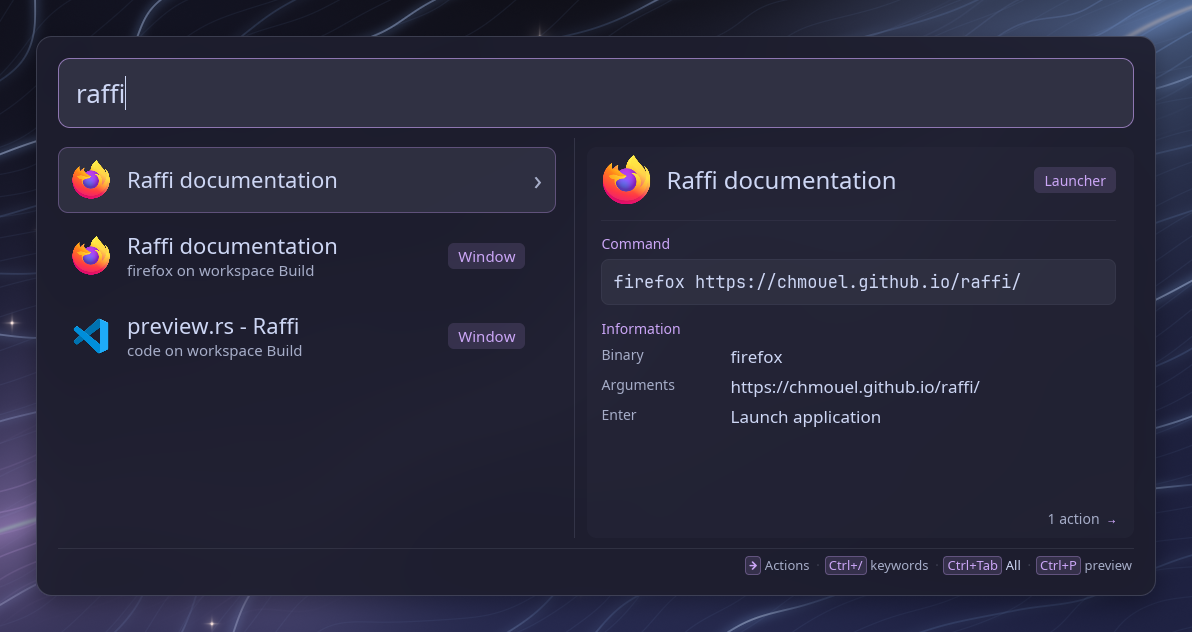 raffi
Raffi documentation ›
Raffi documentation
firefox on workspace Build
Window
preview.rs - Raffi
code on workspace Build
Window
Raffi documentation
Launcher
Command
firefox https://chmouel.github.io/raffi/
Information
Binary firefox
Arguments https://chmouel.github.io/raffi/
Enter Launch application
1 action →
→ Actions · Ctrl+/ keywords · Ctrl+Tab All · Ctrl+P preview